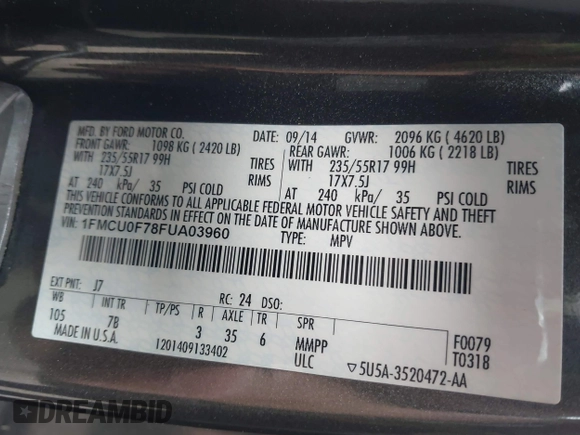 MFD. BY FORD MOTOR CO. DATE: 09/14 GVWR: 2096 KG ( 4620 LB)
FRONT GAWR: 1098 KG ( 2420 LB) REAR GAWR: 1006 KG ( 2218 LB)
WITH 235/55R17 99H TIRES WITH 235/55R17 99H TIRES
17X7.5J RIMS 17X7.5J RIMS
AT 240 kPa/ 35 PSI COLD AT 240 kPa/ 35 PSI COLD
THIS VEHICLE CONFORMS TO ALL APPLICABLE FEDERAL MOTOR VEHICLE SAFETY AND THEFT
PREVENTION STANDARDS IN EFFECT ON THE DATE OF MANUFACTURE SHOWN ABOVE.
VIN: 1FMCU0F78FUA03960 TYPE: MPV
EXT PNT: J7 RC: 24 DSO:
WB INT TR TP/PS R AXLE TR SPR
105 7B 3 35 6 MMPP F0079
MADE IN U.S.A. 1201409133402 ULC T0318
▽5U5A-3520472-AA
DREAMBID